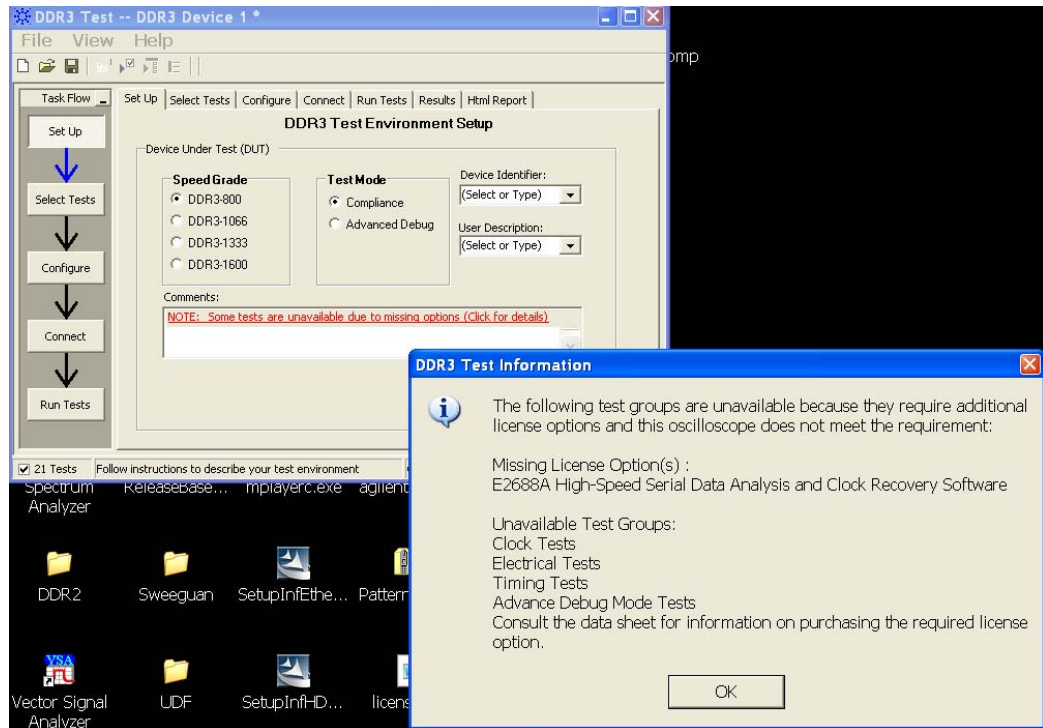 DDR3 Test -- DDR3 Device 1 *
File View Help
Task Flow
Set Up
Select Tests
Configure
Connect
Run Tests
Set Up Select Tests Configure Connect Run Tests Results Html Report
DDR3 Test Environment Setup
Device Under Test (DUT)
Speed Grade
DDR3-800
DDR3-1066
DDR3-1333
DDR3-1600
Test Mode
Compliance
Advanced Debug
Device Identifier:
(Select or Type)
User Description:
(Select or Type)
Comments:
NOTE: Some tests are unavailable due to missing options (Click for details)
21 Tests Follow instructions to describe your test environment
DDR3 Test Information
The following test groups are unavailable because they require additional
license options and this oscilloscope does not meet the requirement:
Missing License Option(s) :
E2688A High-Speed Serial Data Analysis and Clock Recovery Software
Unavailable Test Groups:
Clock Tests
Electrical Tests
Timing Tests
Advance Debug Mode Tests
Consult the data sheet for information on purchasing the required license
option.
OK
Spectrum
Analyzer
ReleaseBase...
mplayerc.exe
DDR2
Sweeguan
SetupInfEthe...
VSA
Vector Signal
Analyzer
UDF
SetupInfHD...